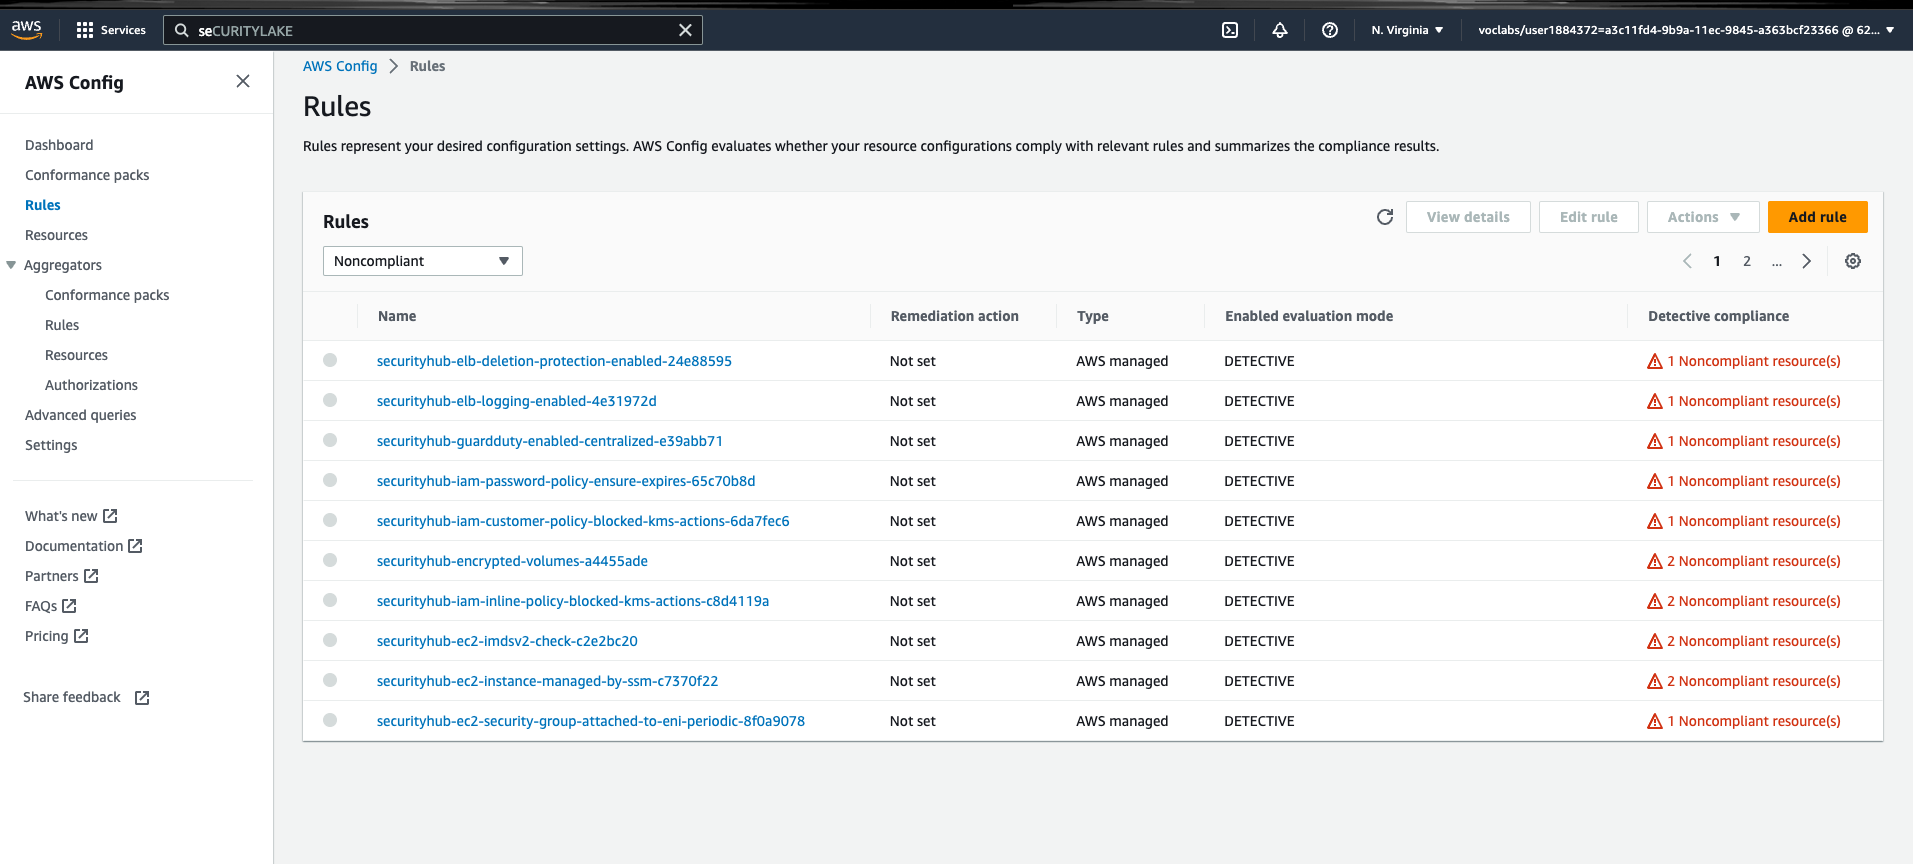 aws
Services
seCURITYLAKE
N. Virginia
voclabs/user1884372=a3c11fd4-9b9a-11ec-9845-a363bcf23366 @ 62...
AWS Config
Dashboard
Conformance packs
Rules
Resources
Aggregators
Conformance packs
Rules
Resources
Authorizations
Advanced queries
Settings
What's new
Documentation
Partners
FAQs
Pricing
Share feedback
AWS Config > Rules
Rules
Rules represent your desired configuration settings. AWS Config evaluates whether your resource configurations comply with relevant rules and summarizes the compliance results.
Rules
View details
Edit rule
Actions
Add rule
Noncompliant
1 2 ...
Name Remediation action Type Enabled evaluation mode Detective compliance
securityhub-elb-deletion-protection-enabled-24e88595 Not set AWS managed DETECTIVE 1 Noncompliant resource(s)
securityhub-elb-logging-enabled-4e31972d Not set AWS managed DETECTIVE 1 Noncompliant resource(s)
securityhub-guardduty-enabled-centralized-e39abb71 Not set AWS managed DETECTIVE 1 Noncompliant resource(s)
securityhub-iam-password-policy-ensure-expires-65c70b8d Not set AWS managed DETECTIVE 1 Noncompliant resource(s)
securityhub-iam-customer-policy-blocked-kms-actions-6da7fec6 Not set AWS managed DETECTIVE 1 Noncompliant resource(s)
securityhub-encrypted-volumes-a4455ade Not set AWS managed DETECTIVE 2 Noncompliant resource(s)
securityhub-iam-inline-policy-blocked-kms-actions-c8d4119a Not set AWS managed DETECTIVE 2 Noncompliant resource(s)
securityhub-ec2-imdsv2-check-c2e2bc20 Not set AWS managed DETECTIVE 2 Noncompliant resource(s)
securityhub-ec2-instance-managed-by-ssm-c7370f22 Not set AWS managed DETECTIVE 2 Noncompliant resource(s)
securityhub-ec2-security-group-attached-to-eni-periodic-8f0a9078 Not set AWS managed DETECTIVE 1 Noncompliant resource(s)